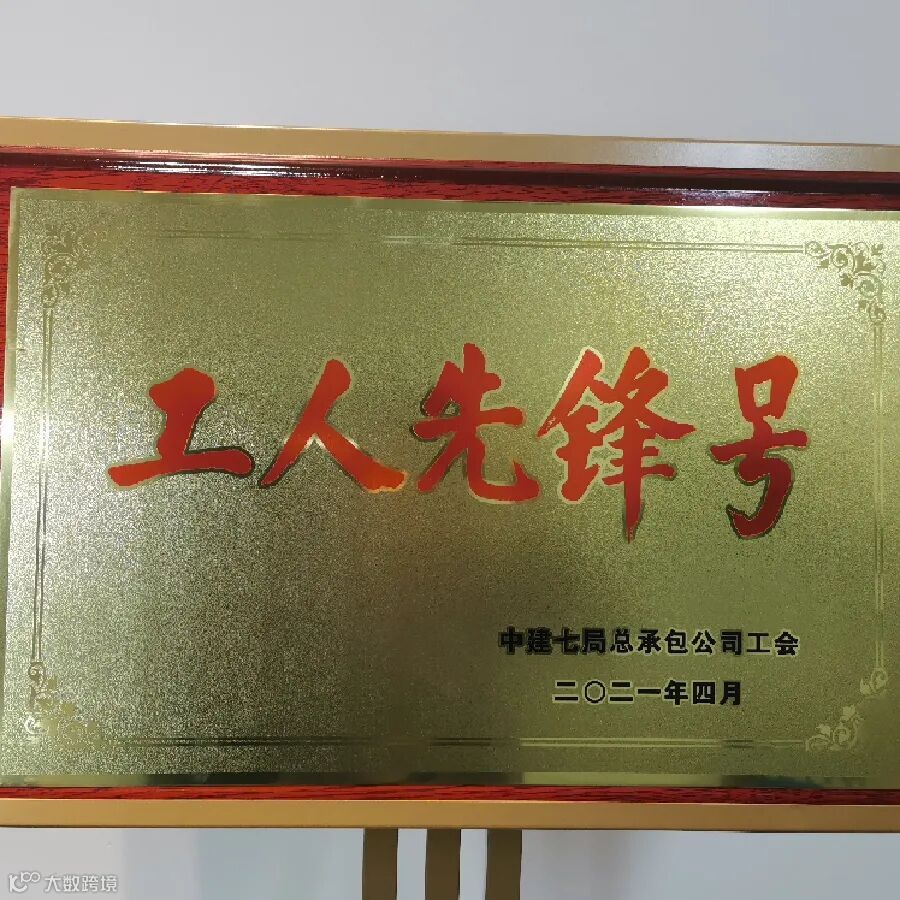 工人先锋号
中建七局总承包公司工会
二〇二一年四月
大数跨境